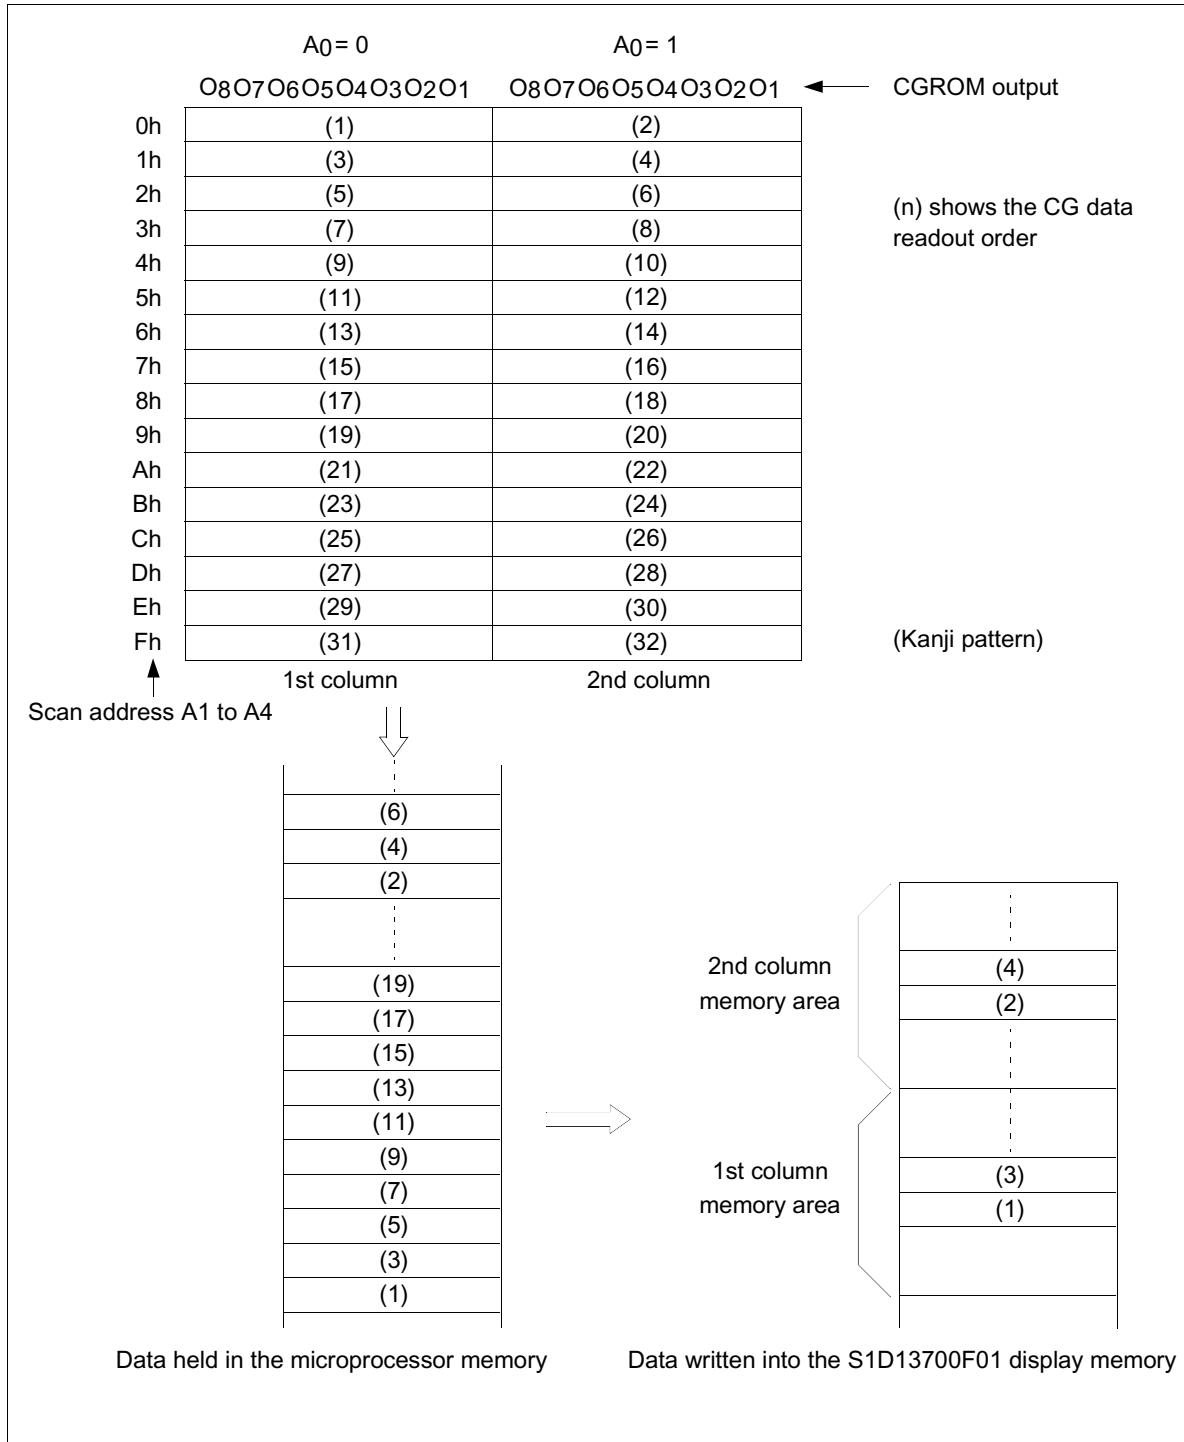 A0 = 0 A0 = 1
O8O7O6O5O4O3O2O1 O8O7O6O5O4O3O2O1 CGROM output
0h (1) (2)
1h (3) (4)
2h (5) (6)
(n) shows the CG data
readout order
3h (7) (8)
4h (9) (10)
5h (11) (12)
6h (13) (14)
7h (15) (16)
8h (17) (18)
9h (19) (20)
Ah (21) (22)
Bh (23) (24)
Ch (25) (26)
Dh (27) (28)
Eh (29) (30)
Fh (31) (32) (Kanji pattern)
1st column 2nd column
Scan address A1 to A4
(6)
(4)
(2)
(19)
(17)
(15)
(13)
(11)
(9)
(7)
(5)
(3)
(1)
Data held in the microprocessor memory
2nd column
memory area
(4)
(2)
1st column
memory area
(3)
(1)
Data written into the S1D13700F01 display memory